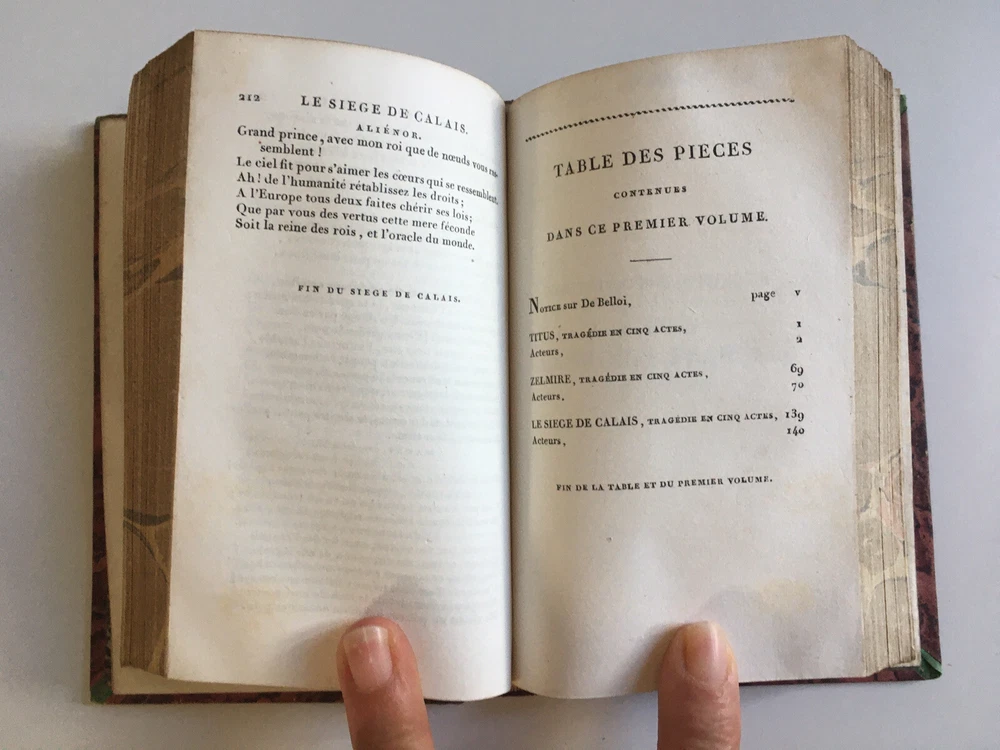 212 LE SIEGE DE CALAIS.
ALIÉNOR.
Grand prince, avec mon roi que de nœuds vous ras-
semblent !
Le ciel fit pour s'aimer les cœurs qui se ressemblent.
Ah! de l'humanité rétablissez les droits ;
A l'Europe tous deux faites chérir ses lois;
Que par vous des vertus cette mere féconde
Soit la reine des rois, et l'oracle du monde.
FIN DU SIEGE DE CALAIS.
TABLE DES PIECES
CONTENUES
DANS CE PREMIER VOLUME.
NOTICE sur De Belloi, page v
TITUS, TRAGÉDIE EN CINQ ACTES, 1
Acteurs, 2
ZELMIRE, TRAGÉDIE EN CINQ ACTES, 69
Acteurs, 70
LE SIEGE DE CALAIS, TRAGÉDIE EN CINQ ACTES, 139
Acteurs, 140
FIN DE LA TABLE ET DU PREMIER VOLUME.